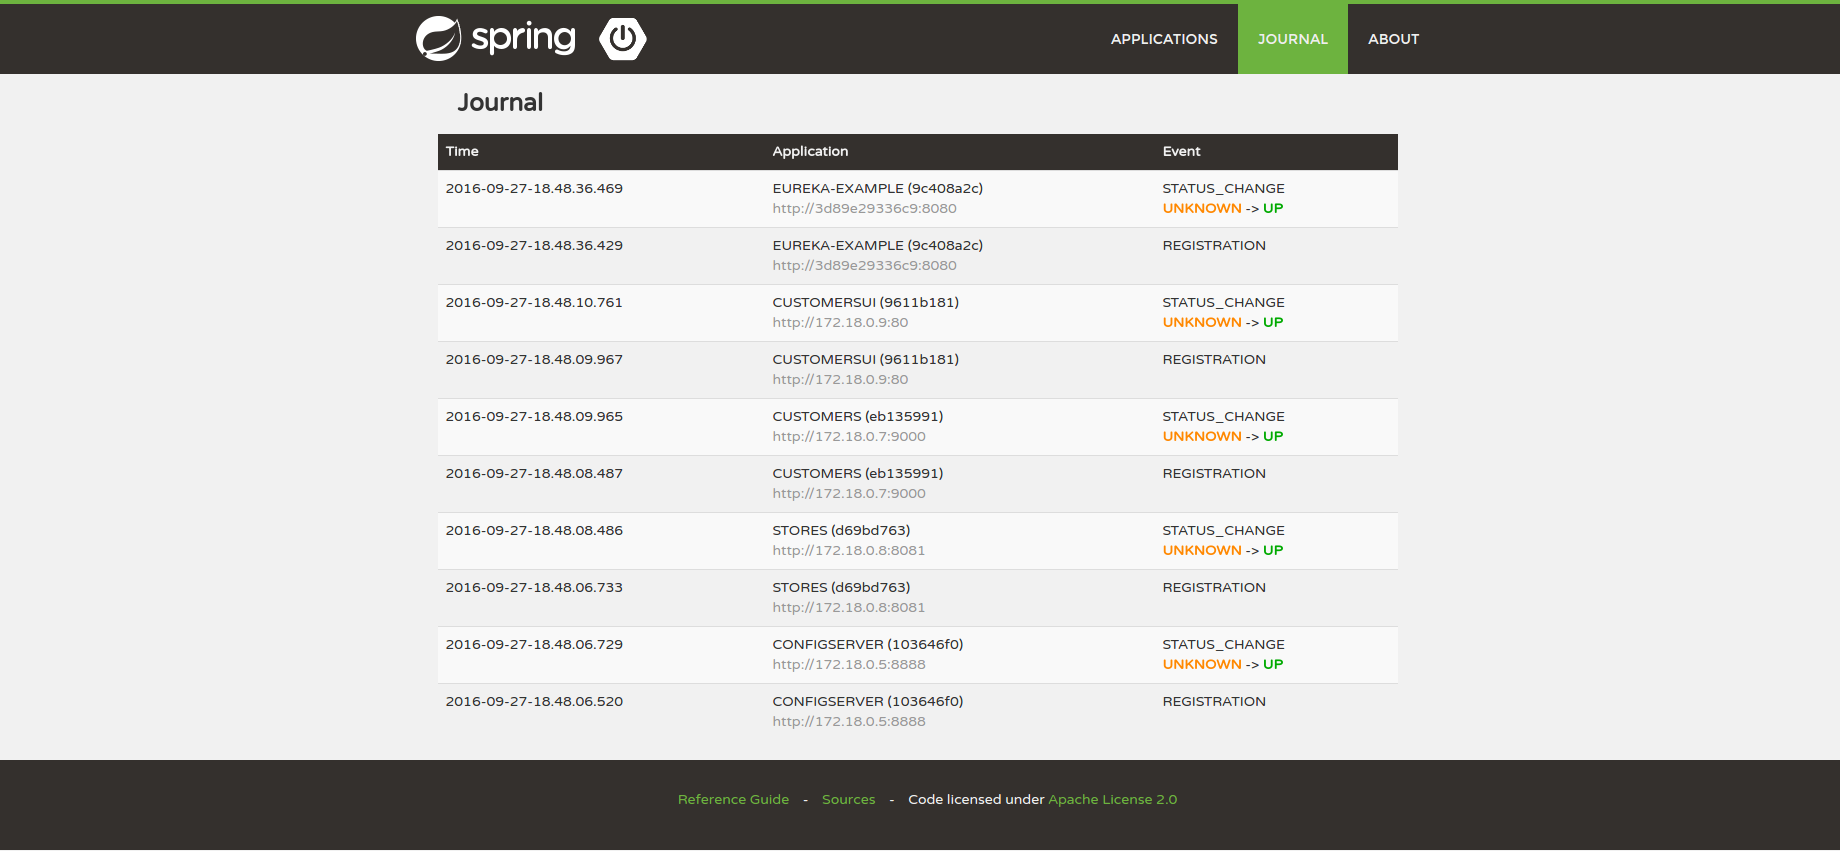 spring
APPLICATIONS JOURNAL ABOUT
Journal
Time Application Event
2016-09-27-18.48.36.469 EUREKA-EXAMPLE (9c408a2c) STATUS_CHANGE
http://3d89e29336c9:8080 UNKNOWN -> UP
2016-09-27-18.48.36.429 EUREKA-EXAMPLE (9c408a2c) REGISTRATION
http://3d89e29336c9:8080
2016-09-27-18.48.10.761 CUSTOMERSUI (9611b181) STATUS_CHANGE
http://172.18.0.9:80 UNKNOWN -> UP
2016-09-27-18.48.09.967 CUSTOMERSUI (9611b181) REGISTRATION
http://172.18.0.9:80
2016-09-27-18.48.09.965 CUSTOMERS (eb135991) STATUS_CHANGE
http://172.18.0.7:9000 UNKNOWN -> UP
2016-09-27-18.48.08.487 CUSTOMERS (eb135991) REGISTRATION
http://172.18.0.7:9000
2016-09-27-18.48.08.486 STORES (d69bd763) STATUS_CHANGE
http://172.18.0.8:8081 UNKNOWN -> UP
2016-09-27-18.48.06.733 STORES (d69bd763) REGISTRATION
http://172.18.0.8:8081
2016-09-27-18.48.06.729 CONFIGSERVER (103646f0) STATUS_CHANGE
http://172.18.0.5:8888 UNKNOWN -> UP
2016-09-27-18.48.06.520 CONFIGSERVER (103646f0) REGISTRATION
http://172.18.0.5:8888
Reference Guide - Sources - Code licensed under Apache License 2.0